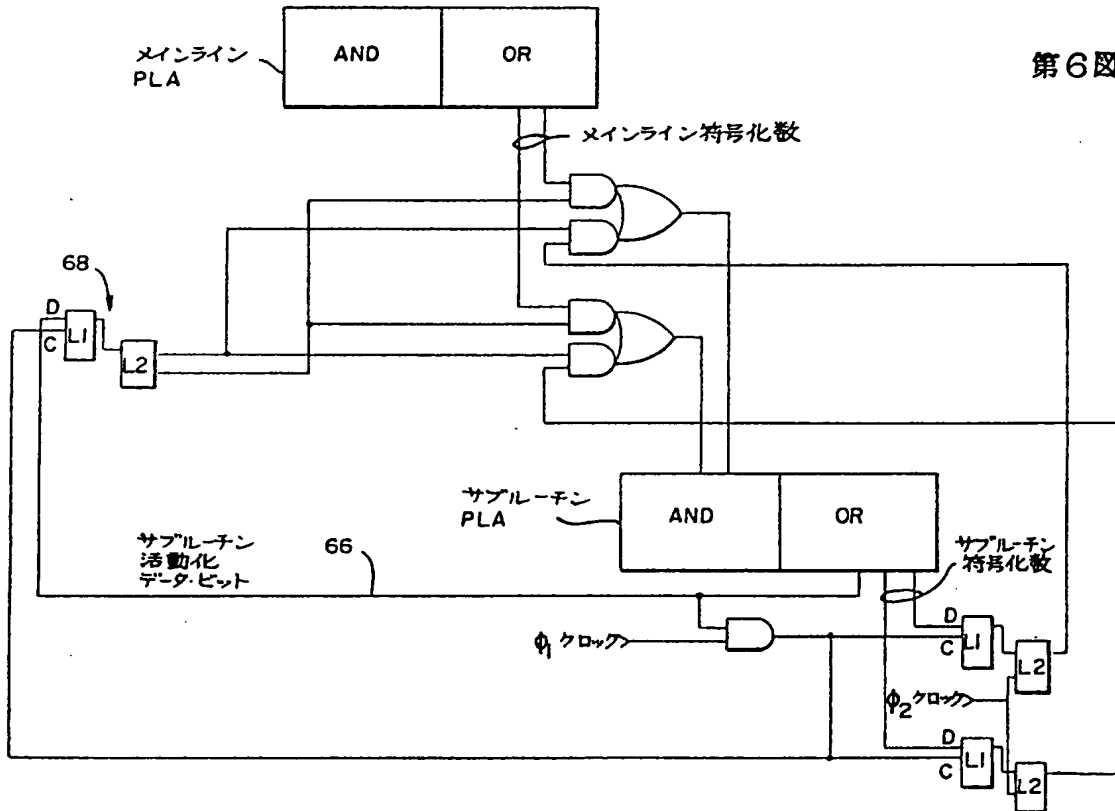 第6図
メインライン
PLA
AND
OR
メインライン符号化数
68
D
L1
C
L2
サブルーチン
PLA
AND
OR
サブルーチン
活動化
データ・ビット
66
サブルーチン
符号化数
φ1 クロック
D
L1
C
L2
φ2 クロック
D
L1
C
L2